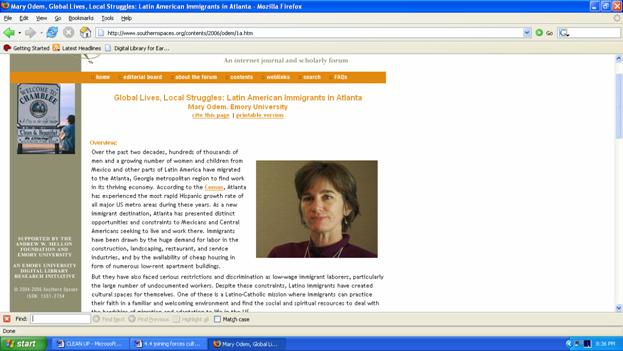 Mary Odem, Global Lives, Local Struggles: Latin American Immigrants in Atlanta - Mozilla Firefox
File Edit View Go Bookmarks Tools Help
http://www.southernspaces.org/contents/2006/odem/1a.htm
Go
Getting Started Latest Headlines Digital Library for Ear...
An internet journal and scholarly forum
home editorial board about the forum contents weblinks search FAQs
WELCOME TO
CHAMBLEE
Global Lives, Local Struggles: Latin American Immigrants in Atlanta
Mary Odem, Emory University
cite this page | printable version
Overview:
Over the past two decades, hundreds of thousands of
men and a growing number of women and children from
Mexico and other parts of Latin America have migrated
to the Atlanta, Georgia metropolitan region to find work
in its thriving economy. According to the Census, Atlanta
has experienced the most rapid Hispanic growth rate of
all major US metro areas during these years. As a new
immigrant destination, Atlanta has presented distinct
opportunities and constraints to Mexicans and Central
Americans seeking to live and work there. Immigrants
have been drawn by the huge demand for labor in the
construction, landscaping, restaurant, and service
industries, and by the availability of cheap housing in
form of numerous low-rent apartment buildings.
But they have also faced serious restrictions and discrimination as low-wage immigrant laborers, particularly
the large number of undocumented workers. Despite these constraints, Latino immigrants have created
cultural spaces for themselves. One of these is a Latino-Catholic mission where immigrants can practice
their faith in a familiar and welcoming environment and find the social and spiritual resources to deal with
the hardships of migration and adaptation to life in the US
SUPPORTED BY THE
ANDREW W. MELLON
FOUNDATION AND
EMORY UNIVERSITY
AN EMORY UNIVERSITY
DIGITAL LIBRARY
RESEARCH INITIATIVE
© 2004-2006 Southern Spaces
ISSN: 1551-2754
Find: Find Next Find Previous Highlight all Match case
Done
start CLEAN UP - Microsoft... 4.4 joining forces cult... Mary Odem, Global Li... 8:36 PM